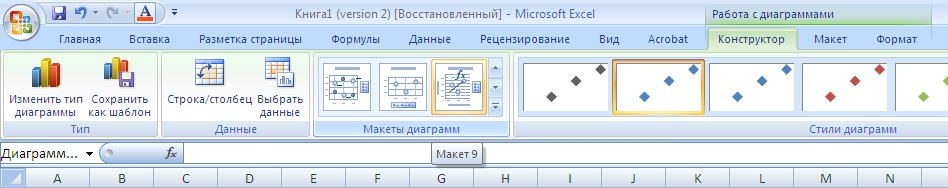 Книга1 (version 2) [Восстановленный] - Microsoft Excel
Работа с диаграммами
Главная Вставка Разметка страницы Формулы Данные Рецензирование Вид Acrobat Конструктор Макет Формат
Изменить тип диаграммы
Сохранить как шаблон
Строка/столбец
Выбрать данные
Тип Данные Макеты диаграмм Стили диаграмм
Диаграмм... fx
Макет 9
A B C D E F G H I J K L M N